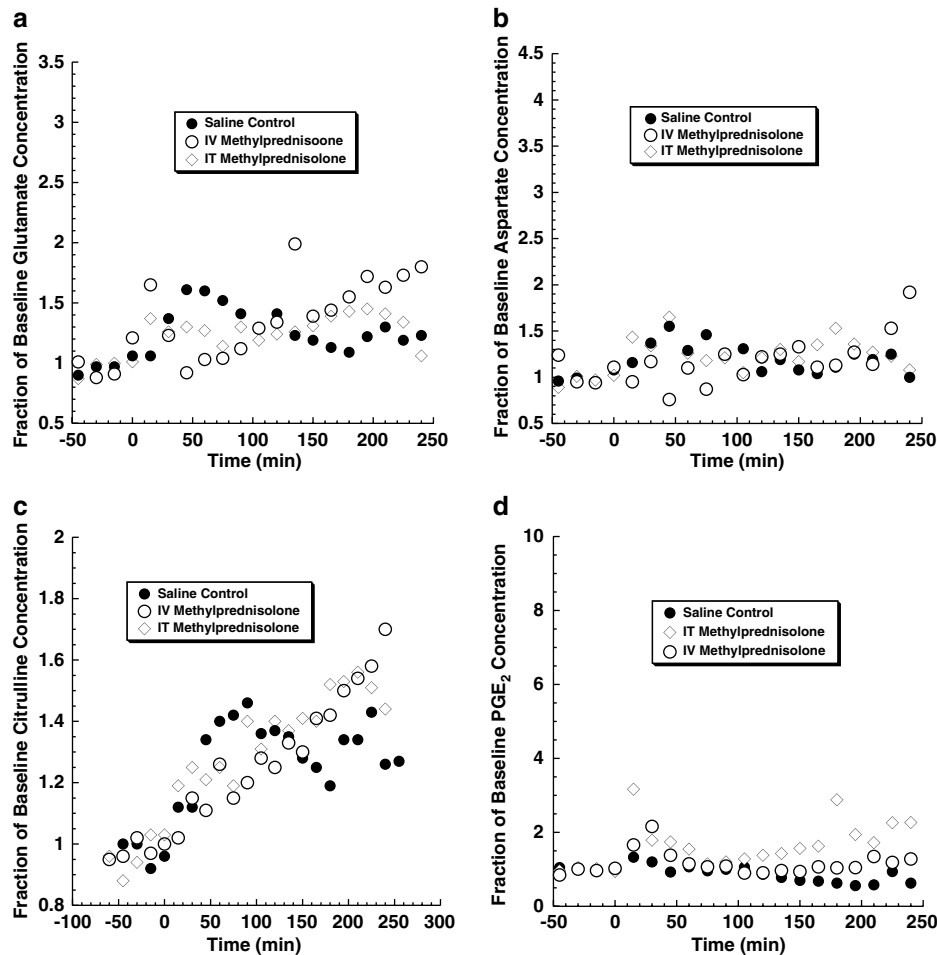 a
Fraction of Baseline Glutamate Concentration
3.5
3
2.5
2
1.5
1
0.5
Saline Control
IV Methylprednisoone
IT Methylprednisolone
-50 0 50 100 150 200 250
Time (min)
b
Fraction of Baseline Aspartate Concentration
4.5
4
3.5
3
2.5
2
1.5
1
0.5
Saline Control
IV Methylprednisolone
IT Methylprednisolone
-50 0 50 100 150 200 250
Time (min)
c
Fraction of Baseline Citrulline Concentration
2
1.8
1.6
1.4
1.2
1
0.8
Saline Control
IV Methylprednisolone
IT Methylprednisolone
-100 -50 0 50 100 150 200 250 300
Time (min)
d
Fraction of Baseline PGE2 Concentration
10
8
6
4
2
0
Saline Control
IT Methylprednisolone
IV Methylprednisolone
-50 0 50 100 150 200 250
Time (min)